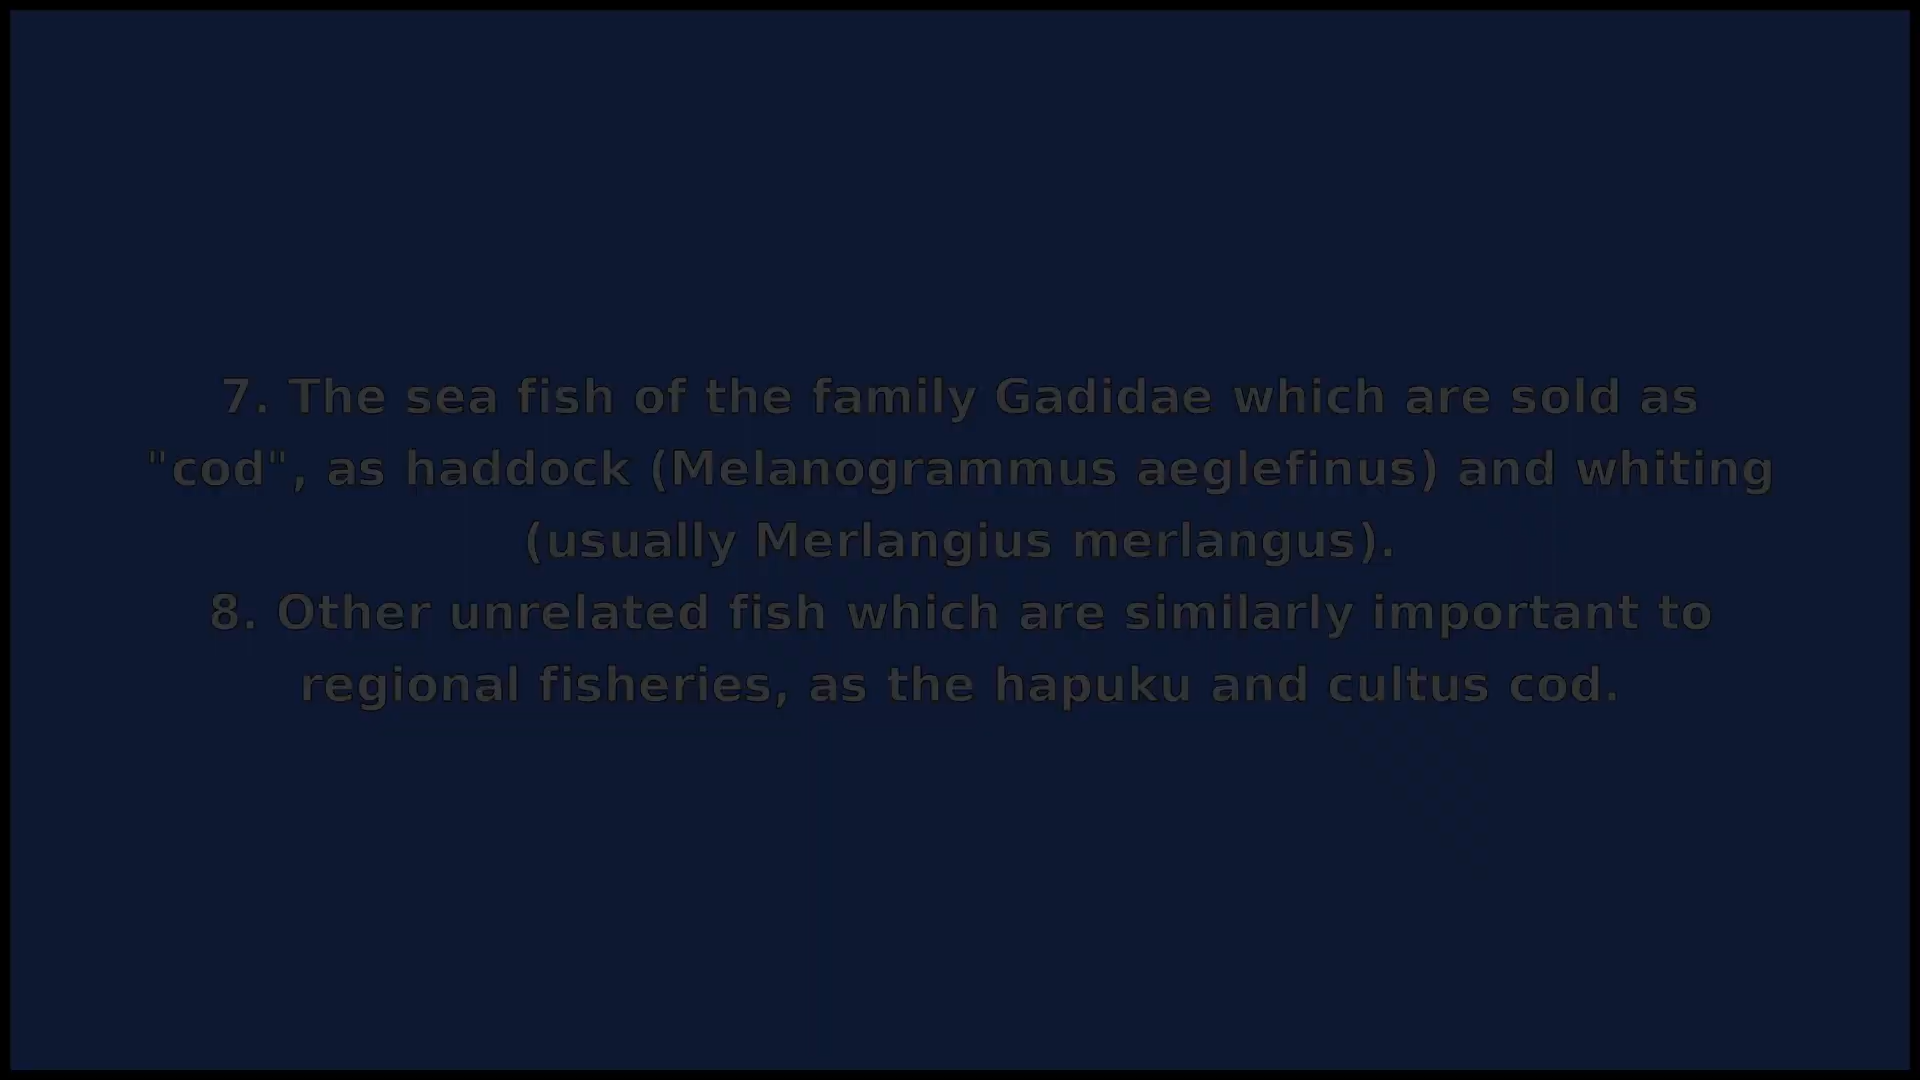 7. The sea fish of the family Gadidae which are sold as
"cod", as haddock (Melanogrammus aeglefinus) and whiting
(usually Merlangius merlangus).
8. Other unrelated fish which are similarly important to
regional fisheries, as the hapuku and cultus cod.